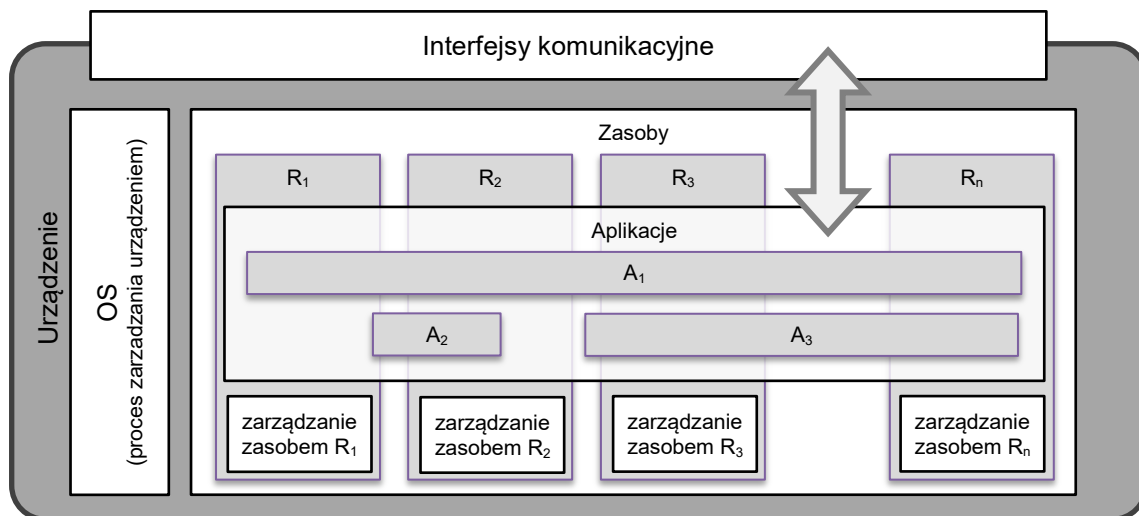 Interfejsy komunikacyjne
Urządzenie
OS
(proces zarzadzania urządzeniem)
Zasoby
R₁
R₂
R₃
Rₙ
Aplikacje
A₁
A₂
A₃
zarządzanie
zasobem R₁
zarządzanie
zasobem R₂
zarządzanie
zasobem R₃
zarządzanie
zasobem Rₙ